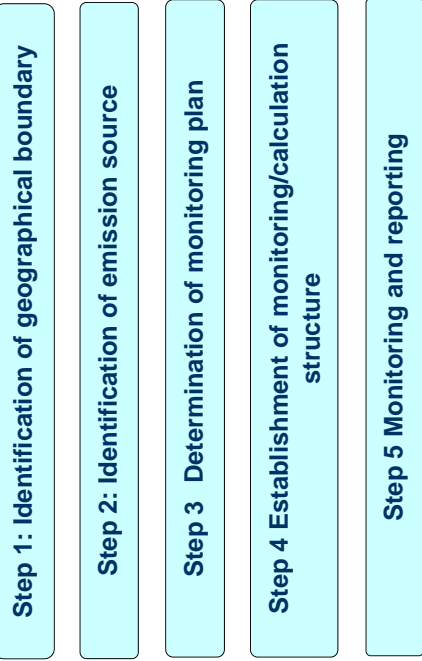 Step 1: Identification of geographical boundary
Step 2: Identification of emission source
Step 3 Determination of monitoring plan
Step 4 Establishment of monitoring/calculation
structure
Step 5 Monitoring and reporting